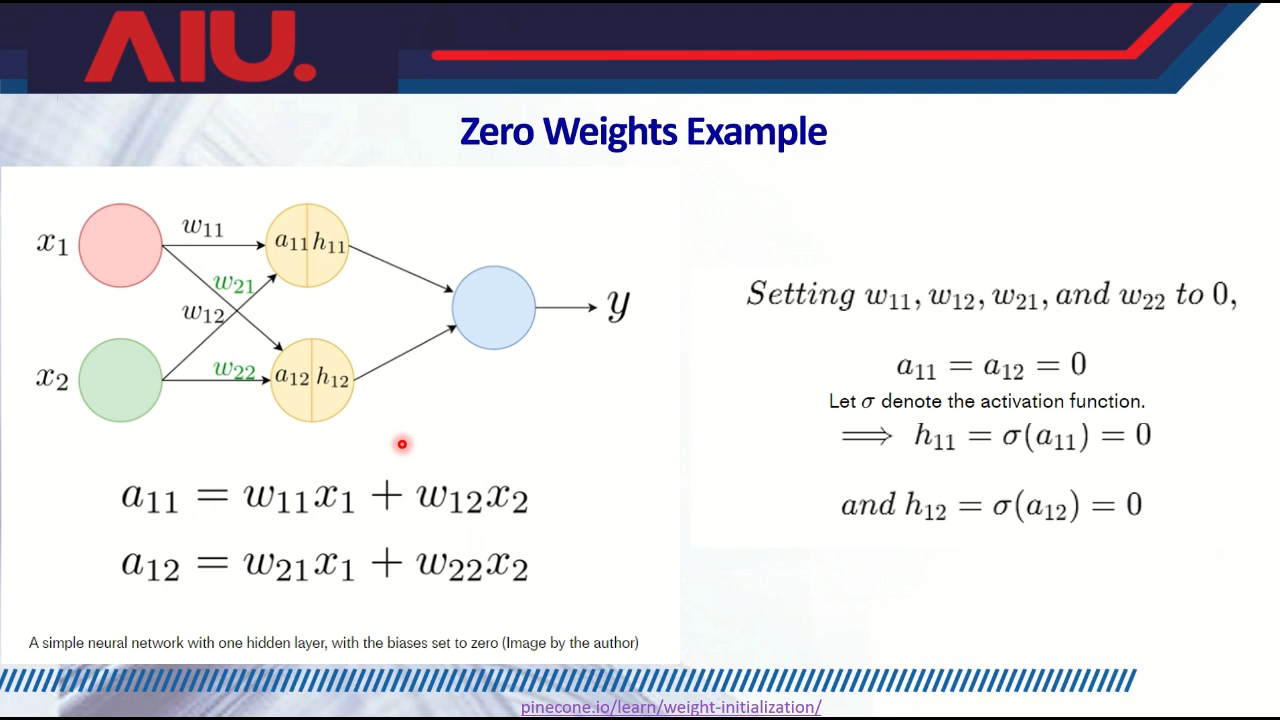 AIU.
Zero Weights Example
x₁
w₁₁
a₁₁ h₁₁
w₂₁
w₁₂
y
x₂
w₂₂
a₁₂ h₁₂
a₁₁ = w₁₁x₁ + w₁₂x₂
a₁₂ = w₂₁x₁ + w₂₂x₂
A simple neural network with one hidden layer, with the biases set to zero (Image by the author)
Setting w₁₁, w₁₂, w₂₁, and w₂₂ to 0,
a₁₁ = a₁₂ = 0
Let σ denote the activation function.
⟹ h₁₁ = σ(a₁₁) = 0
and h₁₂ = σ(a₁₂) = 0
pinecone.io/learn/weight-initialization/